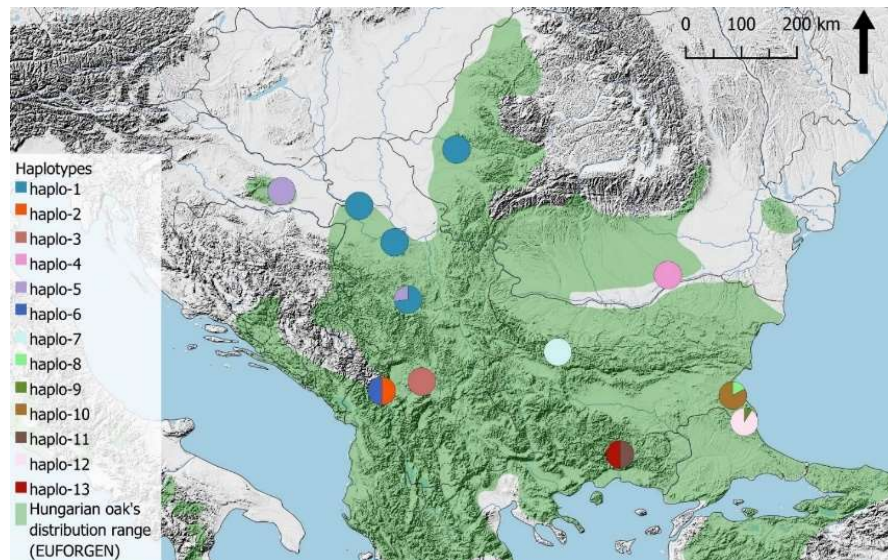 0 100 200 km
Haplotypes
haplo-1
haplo-2
haplo-3
haplo-4
haplo-5
haplo-6
haplo-7
haplo-8
haplo-9
haplo-10
haplo-11
haplo-12
haplo-13
Hungarian oak's
distribution range
(EUFORGEN)